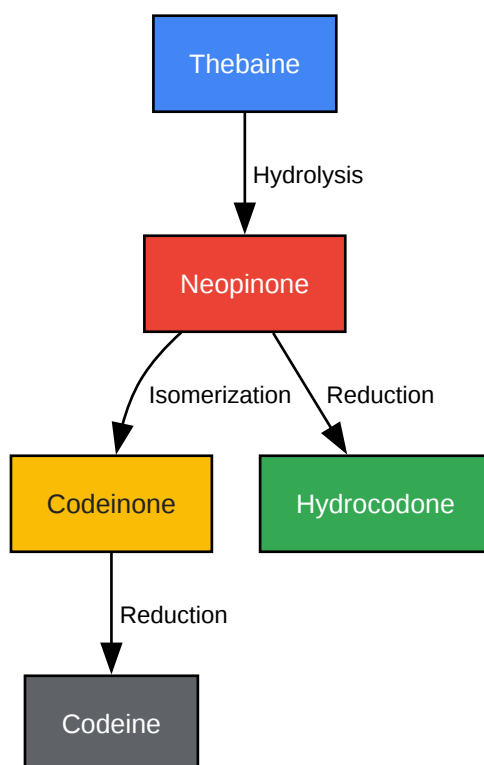 Thebaine
Hydrolysis
Neopinone
Isomerization
Reduction
Codeinone
Hydrocodone
Reduction
Codeine